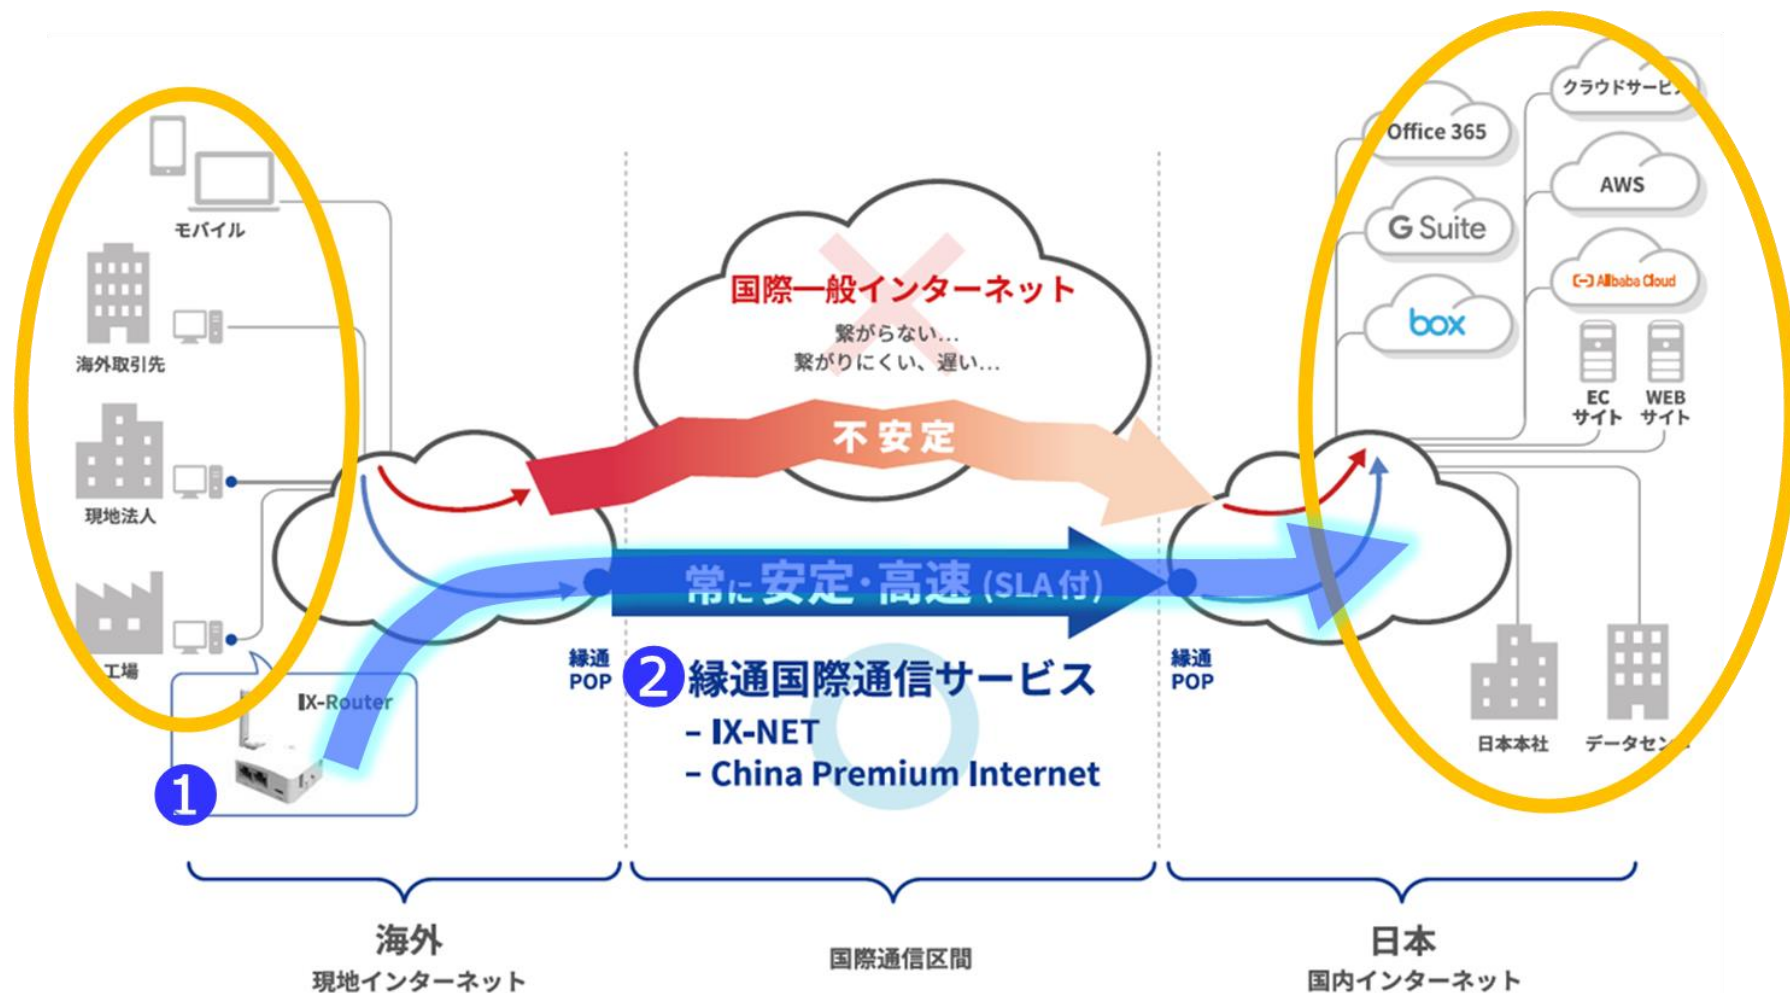 モバイル
海外取引先
現地法人
工場
IX-Router
1
国際一般インターネット
繋がらない…
繋がりにくい、遅い…
不安定
常に 安定・高速 (SLA付)
縁通
POP
2 縁通国際通信サービス
– IX-NET
– China Premium Internet
縁通
POP
クラウドサービス
Office 365
AWS
G Suite
Alibaba Cloud
box
EC
サイト
WEB
サイト
日本本社
データセンター
海外
現地インターネット
国際通信区間
日本
国内インターネット